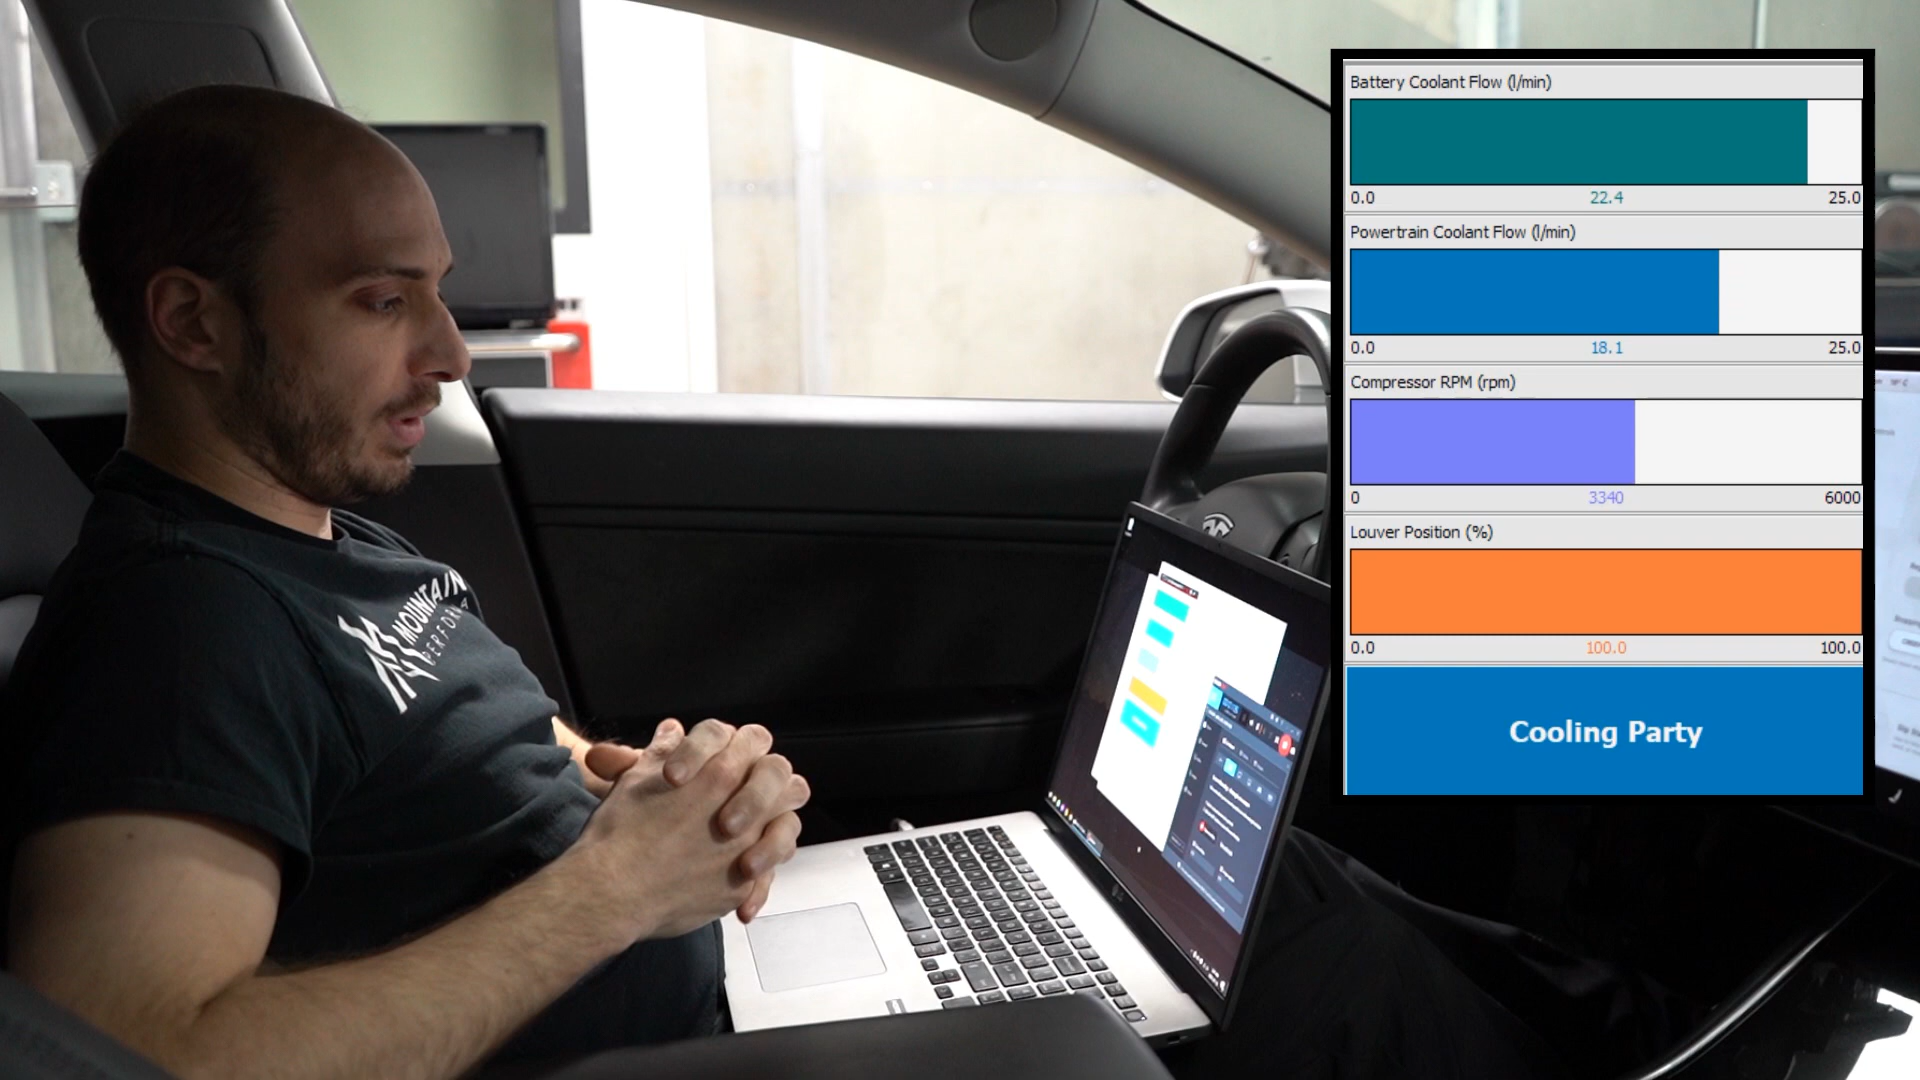 Battery Coolant Flow (l/min)
0.0 22.4 25.0
Powertrain Coolant Flow (l/min)
0.0 18.1 25.0
Compressor RPM (rpm)
0 3340 6000
Louver Position (%)
0.0 100.0 100.0
Cooling Party
MOUNTAIN